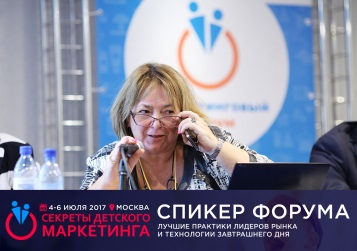 4-6 ИЮЛЯ 2017 МОСКВА
СЕКРЕТЫ ДЕТСКОГО
МАРКЕТИНГА
СПИКЕР ФОРУМА
ЛУЧШИЕ ПРАКТИКИ ЛИДЕРОВ РЫНКА
И ТЕХНОЛОГИИ ЗАВТРАШНЕГО ДНЯ